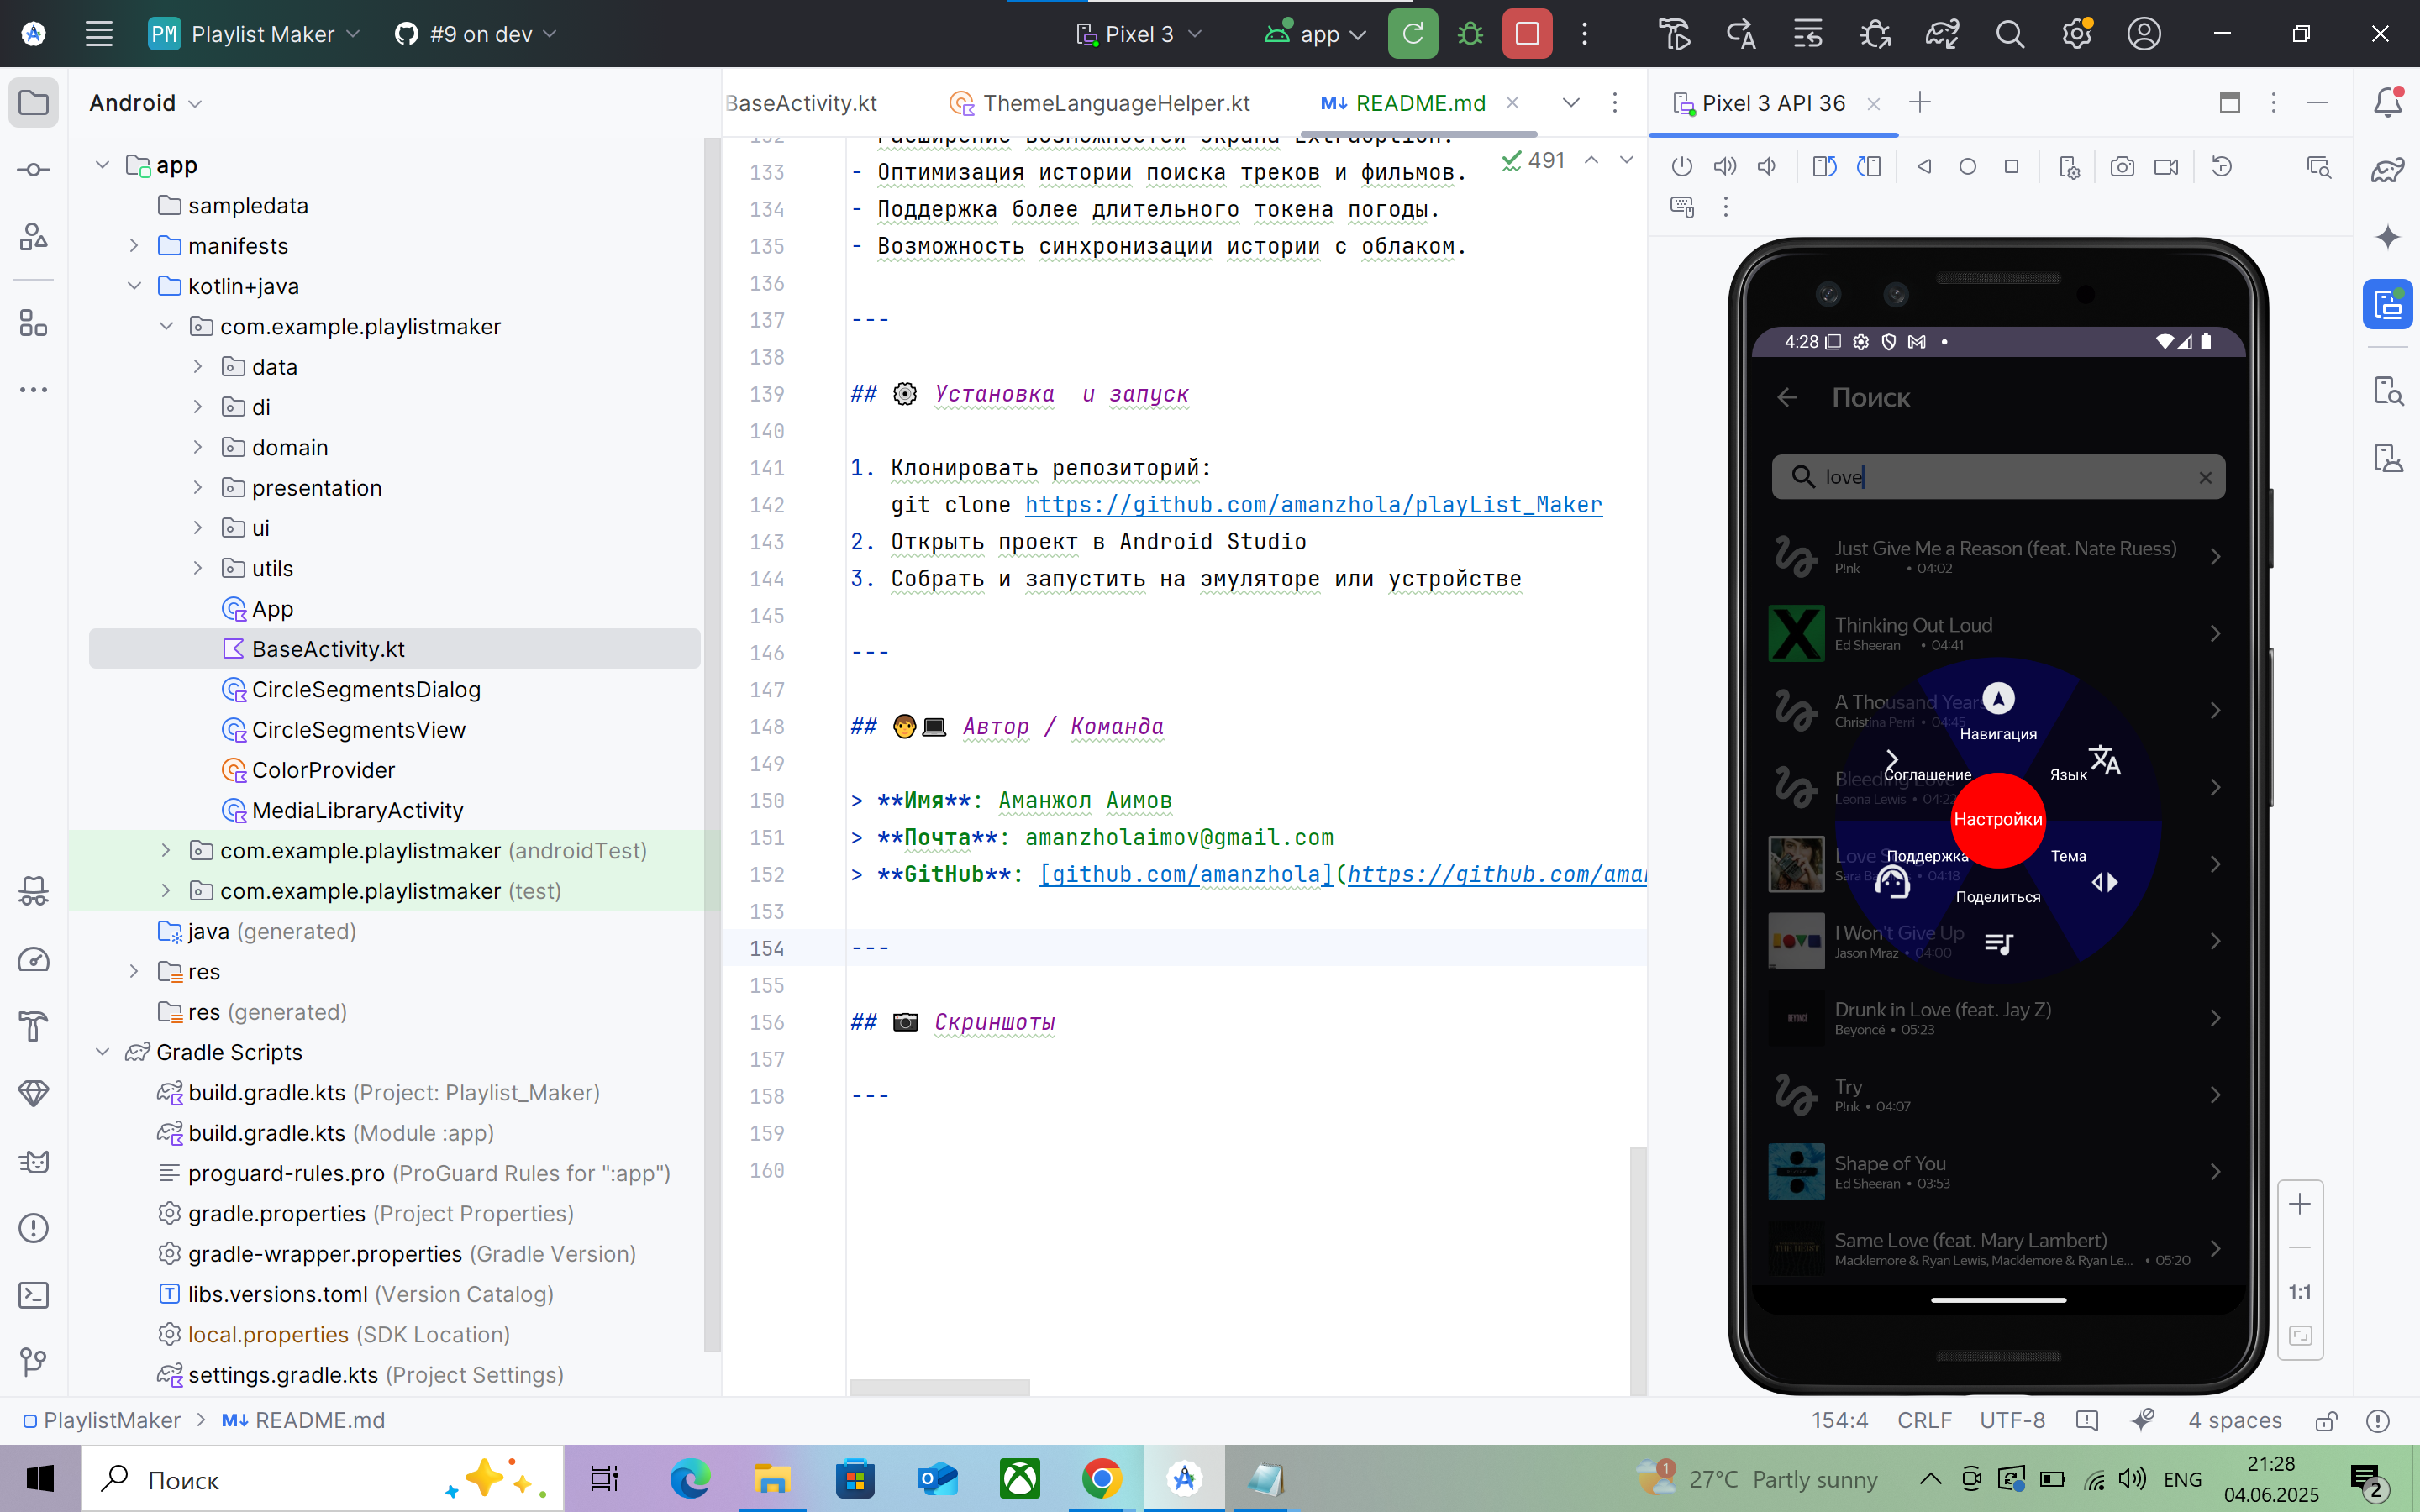 PM Playlist Maker #9 on dev Pixel 3 app
Android
app
sampledata
manifests
kotlin+java
com.example.playlistmaker
data
di
domain
presentation
ui
utils
App
BaseActivity.kt
CircleSegmentsDialog
CircleSegmentsView
ColorProvider
MediaLibraryActivity
com.example.playlistmaker (androidTest)
com.example.playlistmaker (test)
java (generated)
res
res (generated)
Gradle Scripts
build.gradle.kts (Project: Playlist_Maker)
build.gradle.kts (Module :app)
proguard-rules.pro (ProGuard Rules for ":app")
gradle.properties (Project Properties)
gradle-wrapper.properties (Gradle Version)
libs.versions.toml (Version Catalog)
local.properties (SDK Location)
settings.gradle.kts (Project Settings)
BaseActivity.kt ThemeLanguageHelper.kt M↓ README.md
491
132 Расширение возможностей экрана ExtraOption.
133 - Оптимизация истории поиска треков и фильмов.
134 - Поддержка более длительного токена погоды.
135 - Возможность синхронизации истории с облаком.
136
137 ---
138
139 ## ⚙️ Установка и запуск
140
141 1. Клонировать репозиторий:
142 git clone https://github.com/amanzhola/playList_Maker
143 2. Открыть проект в Android Studio
144 3. Собрать и запустить на эмуляторе или устройстве
145
146 ---
147
148 ## 🧑💻 Автор / Команда
149
150 > **Имя**: Аманжол Аимов
151 > **Почта**: amanzholaimov@gmail.com
152 > **GitHub**: [github.com/amanzhola](https://github.com/ama
153
154 ---
155
156 ## 📷 Скриншоты
157
158 ---
159
160
Pixel 3 API 36
4:28
Поиск
love
Just Give Me a Reason (feat. Nate Ruess)
P!nk • 04:02
Thinking Out Loud
Ed Sheeran • 04:41
A Thousand Years
Christina Perri • 04:45
Bleeding Love
Leona Lewis • 04:22
Love S
Sara Ba • 04:18
I Won't Give Up
Jason Mraz • 04:00
Drunk in Love (feat. Jay Z)
Beyoncé • 05:23
Try
P!nk • 04:07
Shape of You
Ed Sheeran • 03:53
Same Love (feat. Mary Lambert)
Macklemore & Ryan Lewis, Macklemore & Ryan Le... • 05:20
Навигация
Соглашение
Язык
Настройки
Поддержка
Тема
Поделиться
1:1
PlaylistMaker > M↓ README.md
154:4 CRLF UTF-8 4 spaces
Поиск
1 27°C Partly sunny
ENG
21:28
04.06.2025
2